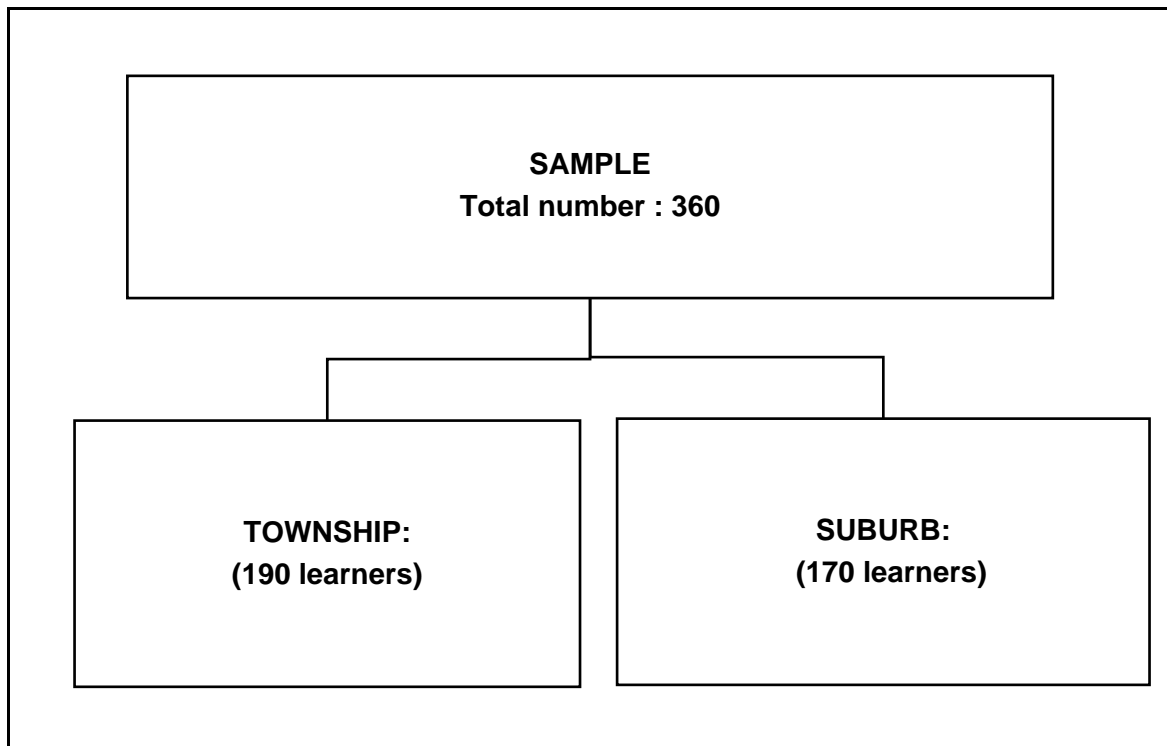 SAMPLE
Total number : 360
TOWNSHIP:
(190 learners)
SUBURB:
(170 learners)